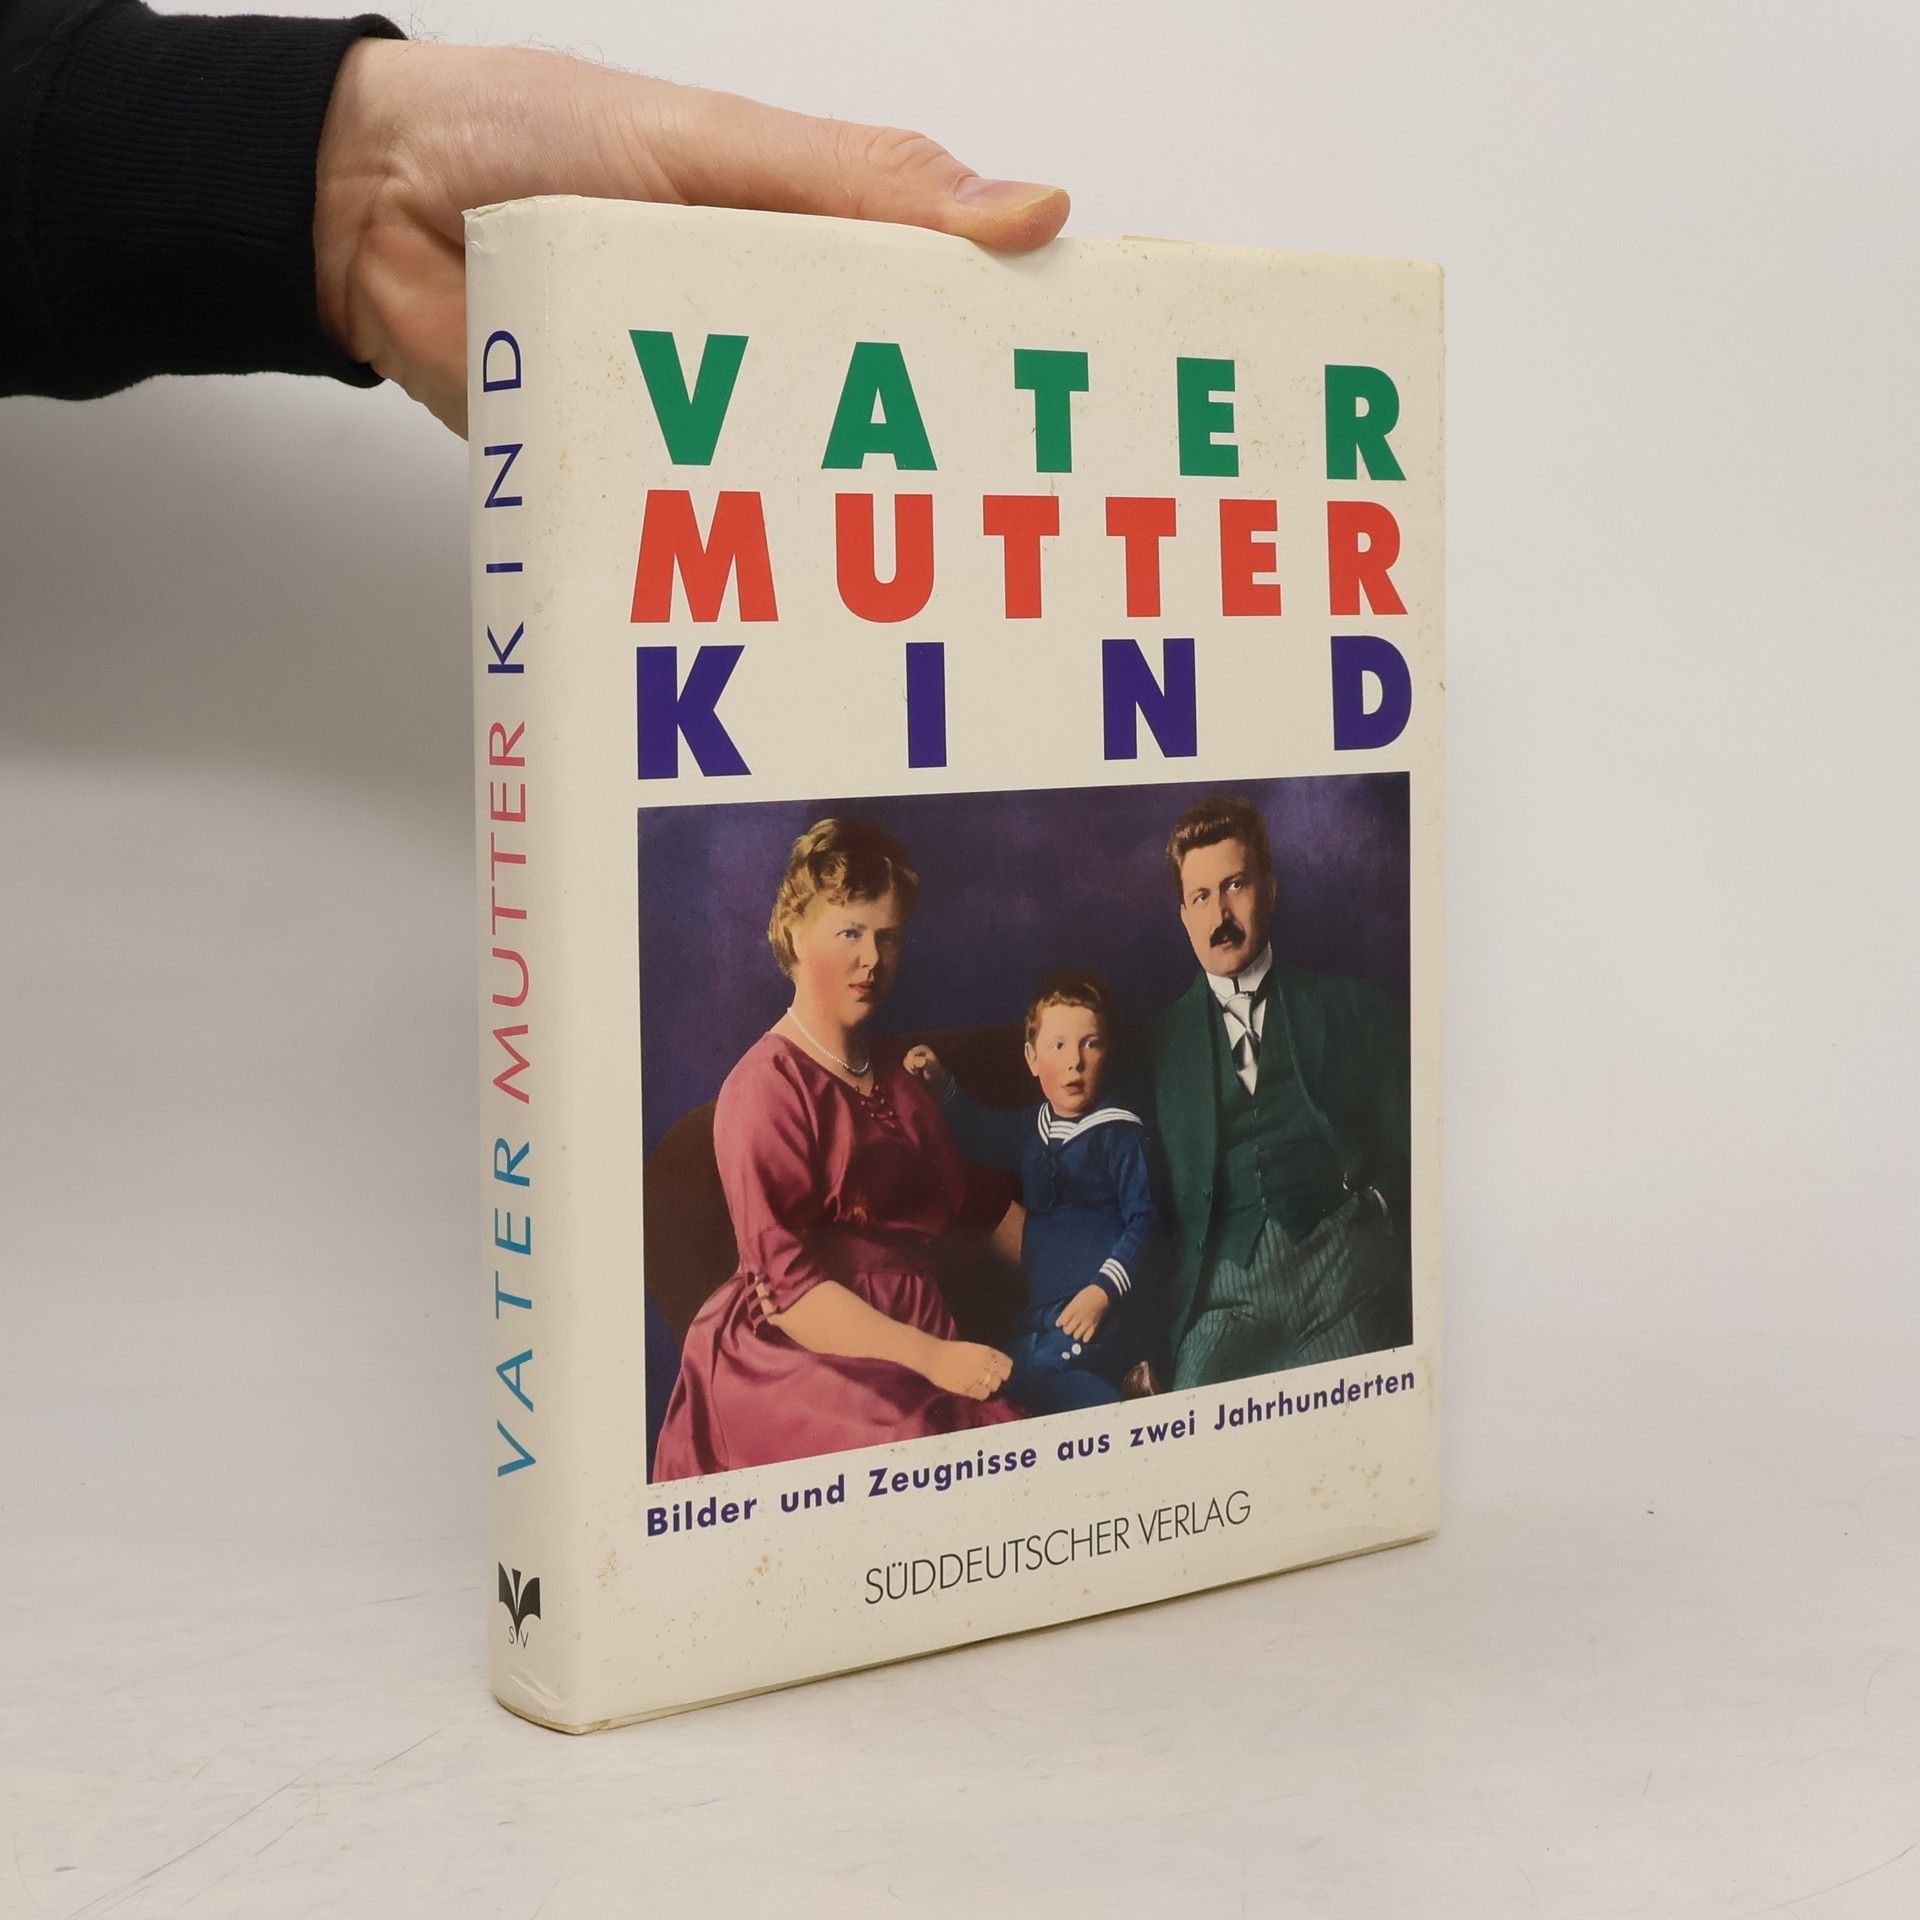 VATER
MUTTER
KIND
Bilder und Zeugnisse aus zwei Jahrhunderten
SÜDDEUTSCHER VERLAG
VATER MUTTER KIND
SV